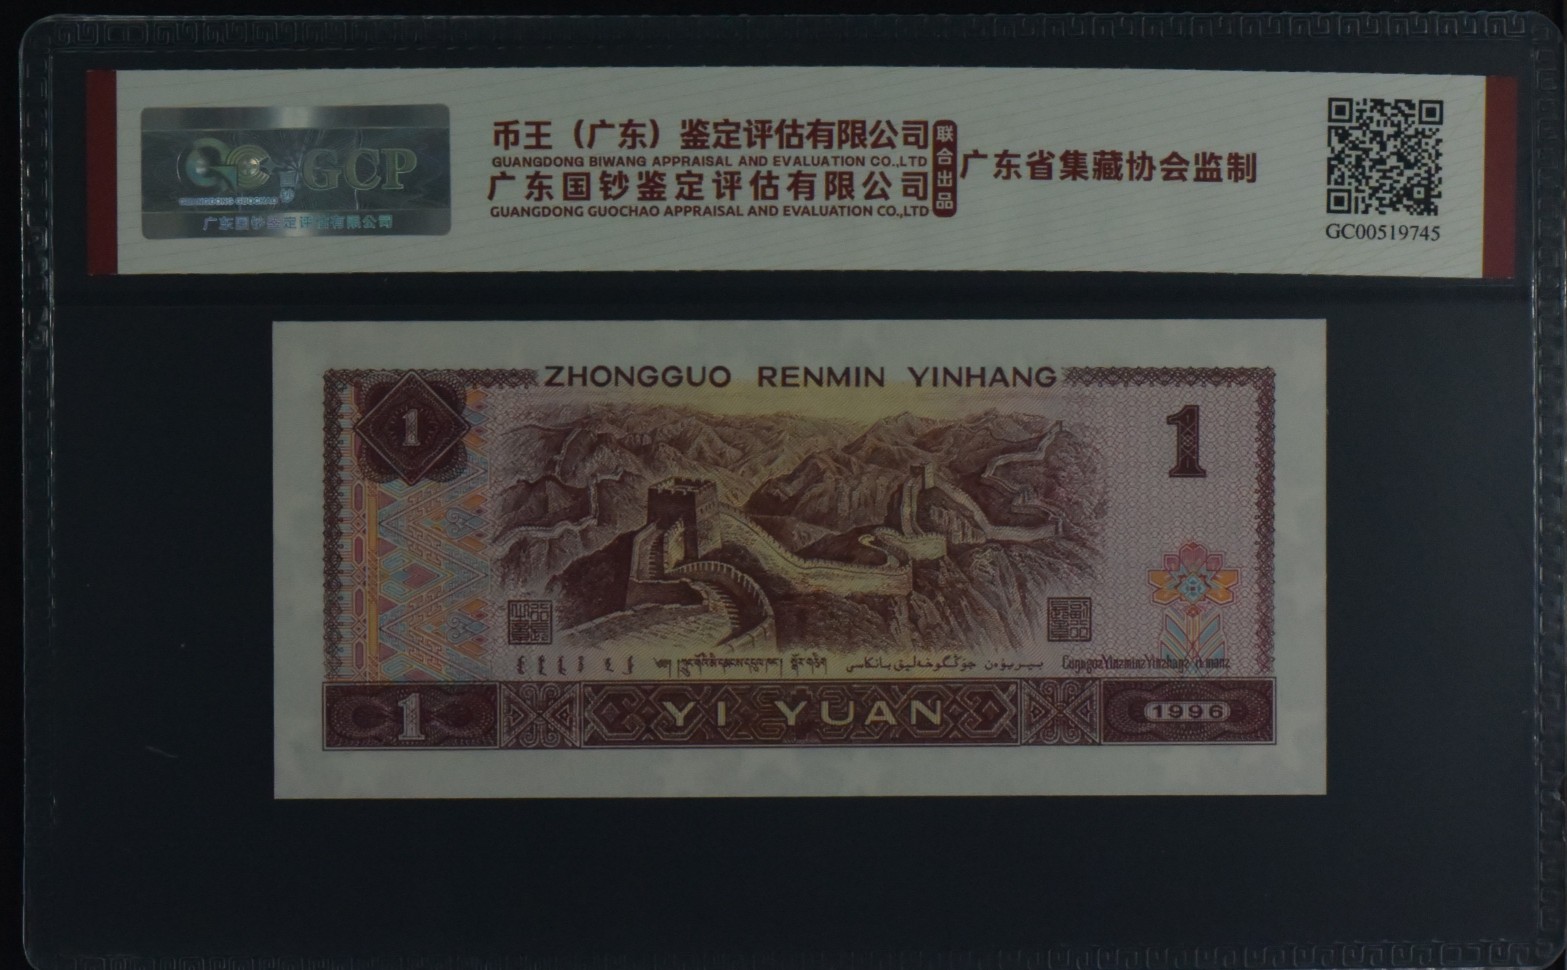 GCP
GUANGDONG GUOCHAO
广东国钞鉴定评估有限公司
币王（广东）鉴定评估有限公司
GUANGDONG BIWANG APPRAISAL AND EVALUATION CO.,LTD
广东国钞鉴定评估有限公司
GUANGDONG GUOCHAO APPRAISAL AND EVALUATION CO.,LTD
联合出品
广东省集藏协会监制
GC00519745
ZHONGGUO RENMIN YINHANG
1
1
1
YI YUAN
1996